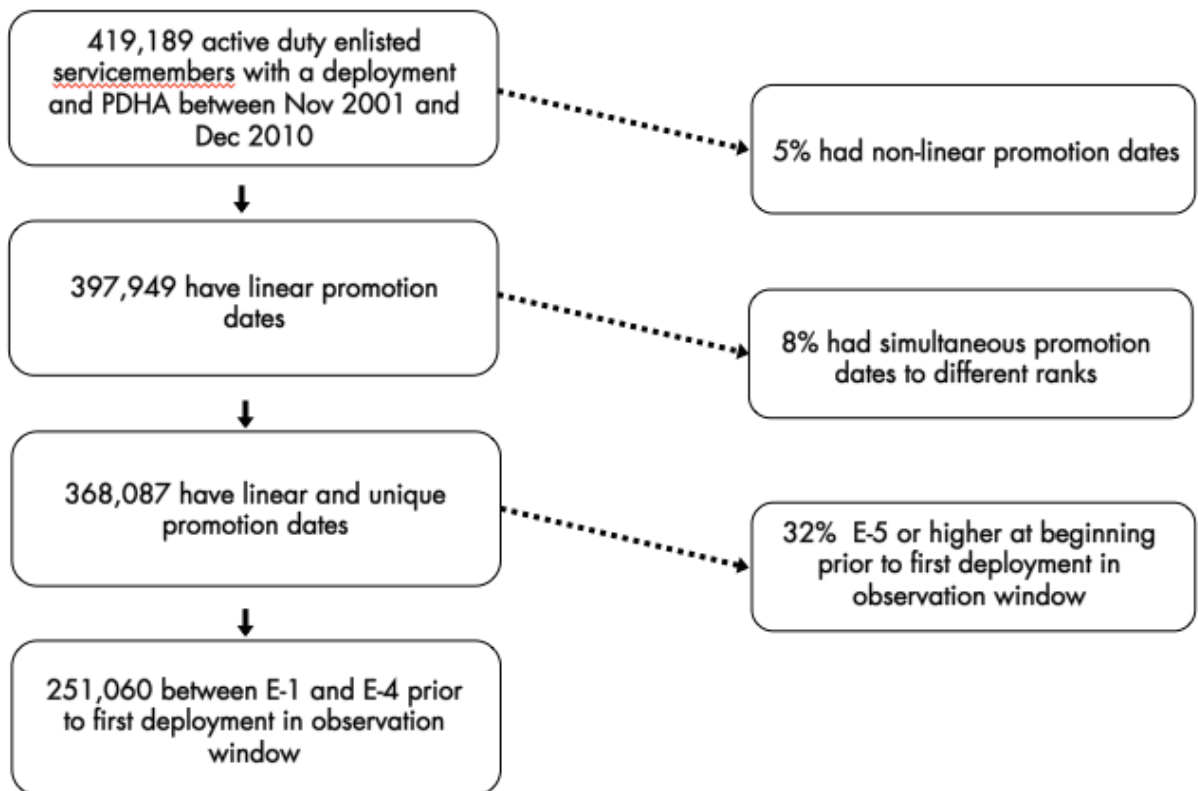 419,189 active duty enlisted
servicemembers with a deployment
and PDHA between Nov 2001 and
Dec 2010
5% had non-linear promotion dates
397,949 have linear promotion
dates
8% had simultaneous promotion
dates to different ranks
368,087 have linear and unique
promotion dates
32% E-5 or higher at beginning
prior to first deployment in
observation window
251,060 between E-1 and E-4 prior
to first deployment in observation
window